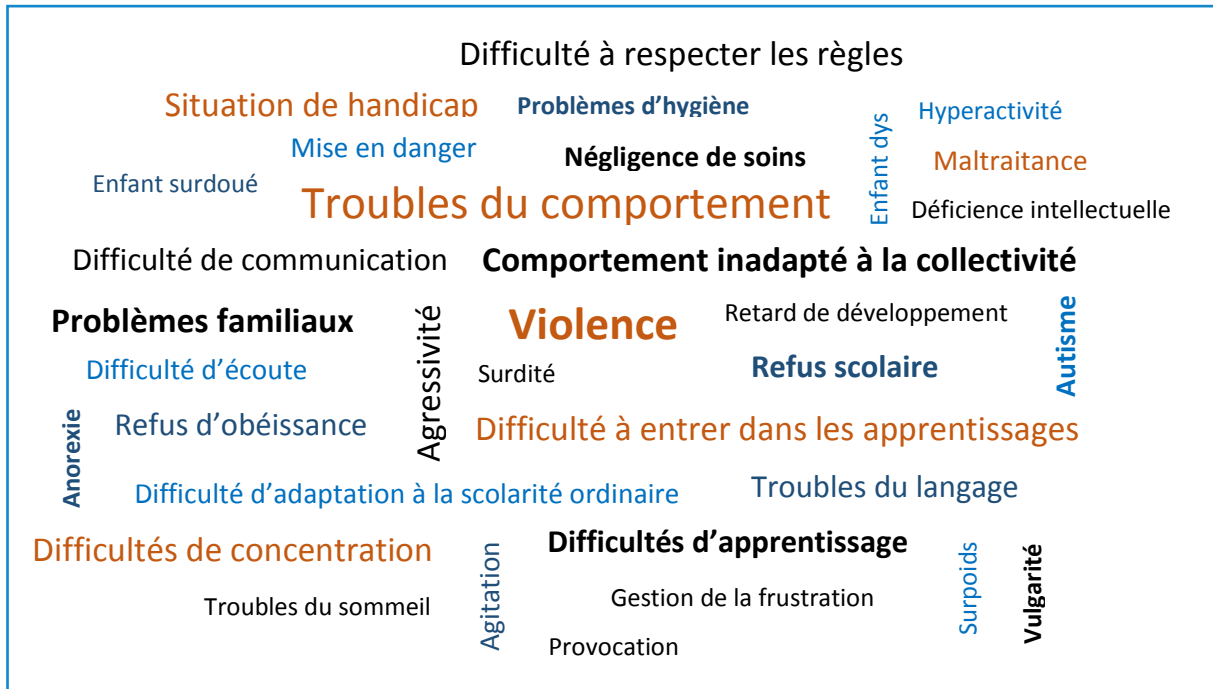 Difficulté à respecter les règles
Situation de handicap
Problèmes d’hygiène
Hyperactivité
Mise en danger
Négligence de soins
Enfant dys
Maltraitance
Enfant surdoué
Troubles du comportement
Déficience intellectuelle
Difficulté de communication
Comportement inadapté à la collectivité
Problèmes familiaux
Agressivité
Violence
Retard de développement
Autisme
Difficulté d’écoute
Surdité
Refus scolaire
Anorexie
Refus d’obéissance
Difficulté à entrer dans les apprentissages
Difficulté d’adaptation à la scolarité ordinaire
Troubles du langage
Difficultés de concentration
Agitation
Difficultés d’apprentissage
Surpoids
Vulgarité
Troubles du sommeil
Gestion de la frustration
Provocation